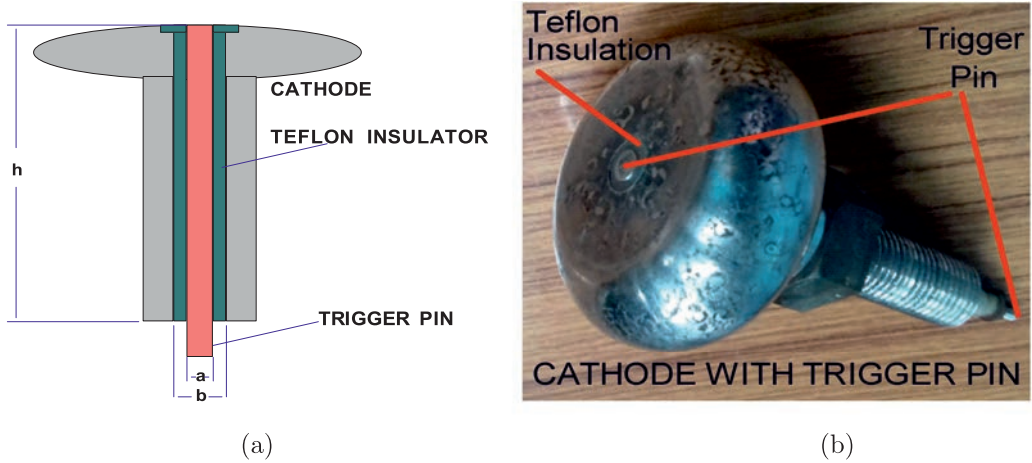 CATHODE
TEFLON INSULATOR
h
TRIGGER PIN
a
b
(a)
Teflon
Insulation
Trigger
Pin
CATHODE WITH TRIGGER PIN
(b)